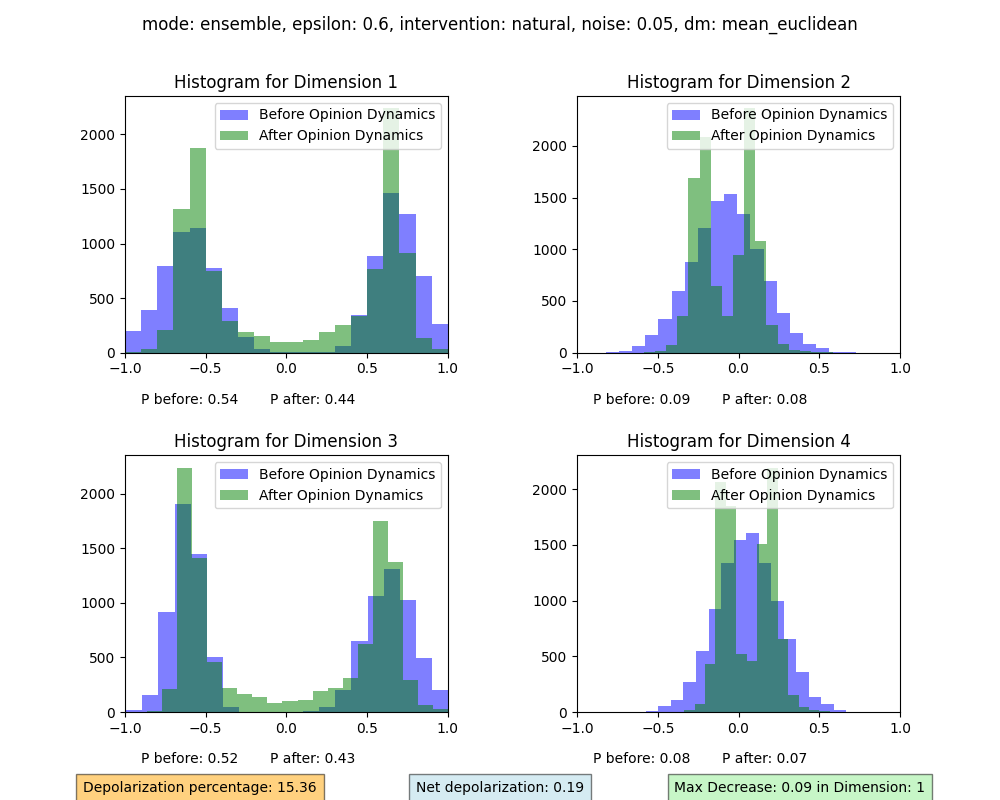 mode: ensemble, epsilon: 0.6, intervention: natural, noise: 0.05, dm: mean_euclidean
Histogram for Dimension 1
Before Opinion Dynamics
After Opinion Dynamics
2000
1500
1000
500
0
−1.0 −0.5 0.0 0.5 1.0
P before: 0.54 P after: 0.44
Histogram for Dimension 2
Before Opinion Dynamics
After Opinion Dynamics
2000
1500
1000
500
0
−1.0 −0.5 0.0 0.5 1.0
P before: 0.09 P after: 0.08
Histogram for Dimension 3
Before Opinion Dynamics
After Opinion Dynamics
2000
1500
1000
500
0
−1.0 −0.5 0.0 0.5 1.0
P before: 0.52 P after: 0.43
Histogram for Dimension 4
Before Opinion Dynamics
After Opinion Dynamics
2000
1500
1000
500
0
−1.0 −0.5 0.0 0.5 1.0
P before: 0.08 P after: 0.07
Depolarization percentage: 15.36
Net depolarization: 0.19
Max Decrease: 0.09 in Dimension: 1